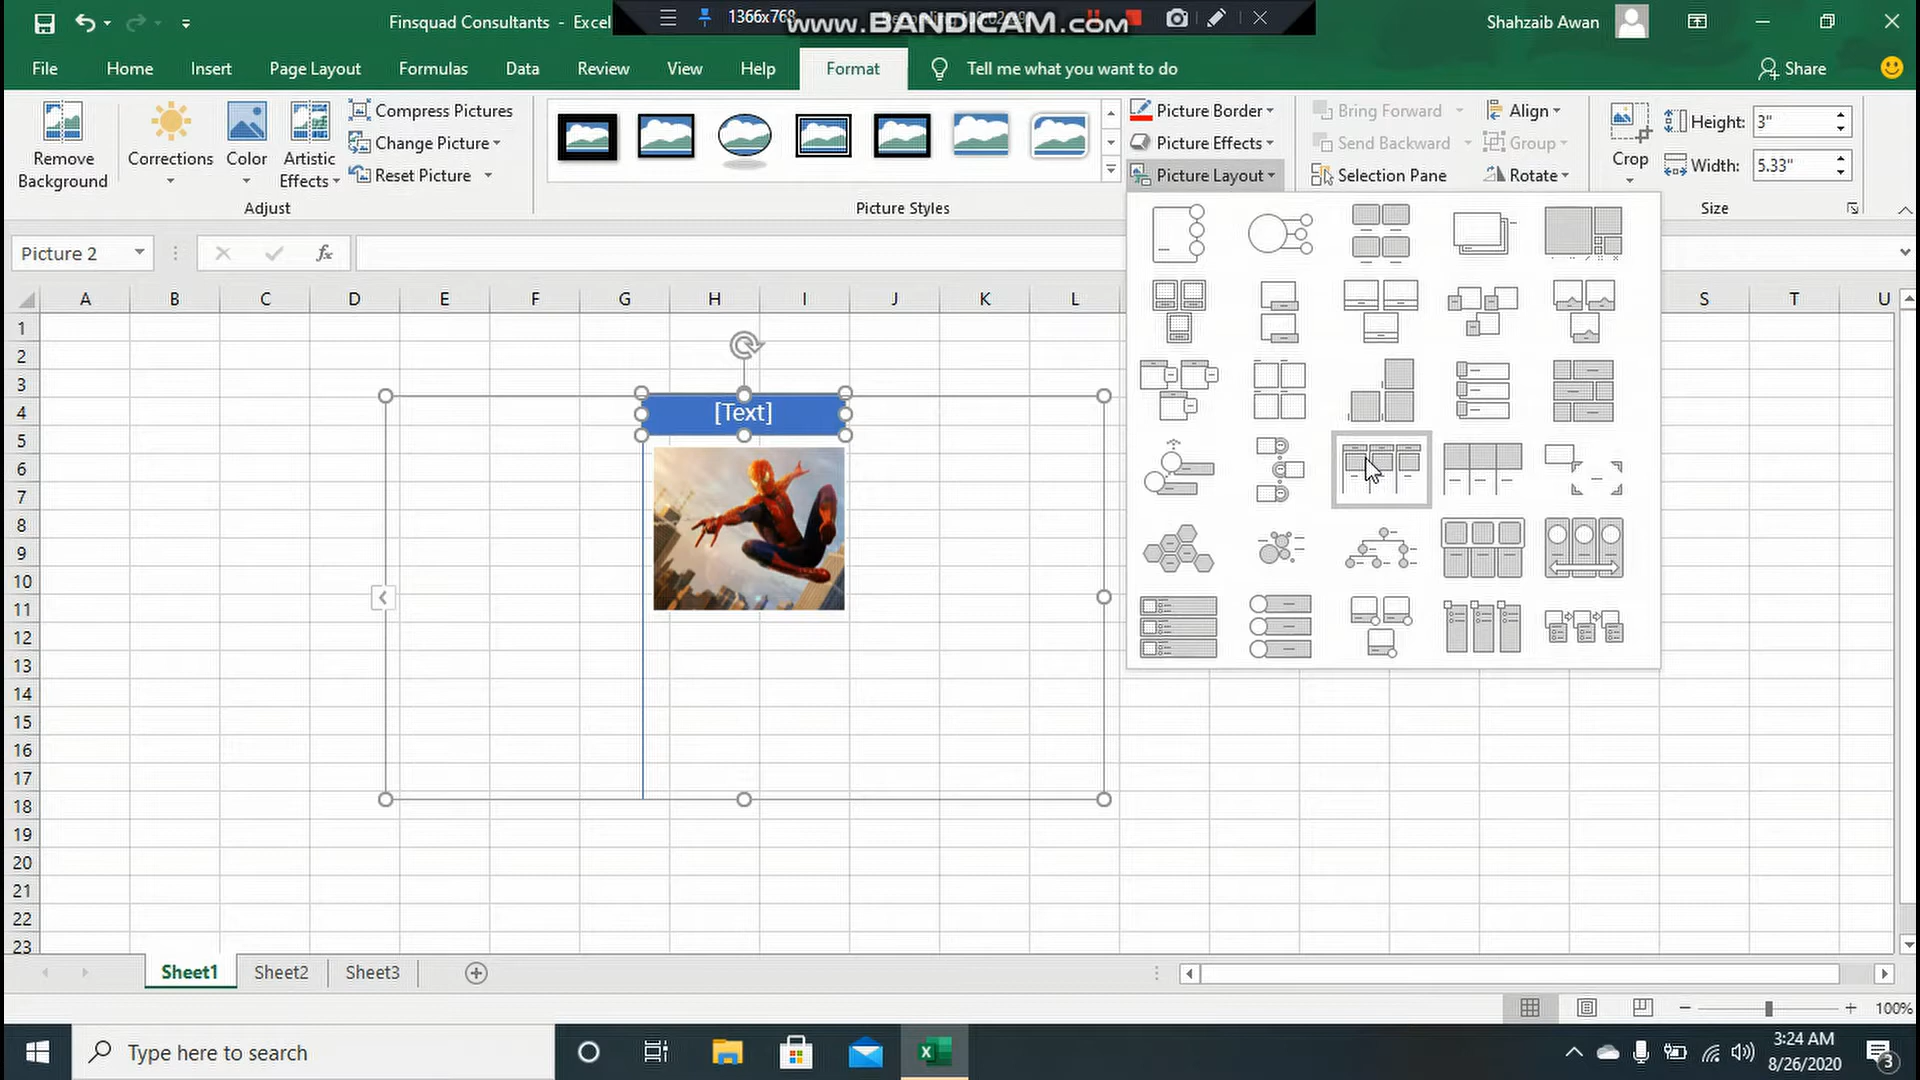 Finsquad Consultants - Excel
1366x768
www.BANDICAM.com
Shahzaib Awan
File Home Insert Page Layout Formulas Data Review View Help Format Tell me what you want to do Share
Remove Background
Corrections
Color
Artistic Effects
Compress Pictures
Change Picture
Reset Picture
Adjust
Picture Styles
Picture Border
Picture Effects
Picture Layout
Bring Forward
Send Backward
Selection Pane
Align
Group
Rotate
Crop
Height: 3"
Width: 5.33"
Size
Picture 2
fx
A B C D E F G H I J K L S T U
1
2
3
4
[Text]
5
6
7
8
9
10
11
12
13
14
15
16
17
18
19
20
21
22
23
Sheet1 Sheet2 Sheet3
100%
Type here to search
3:24 AM
8/26/2020
3